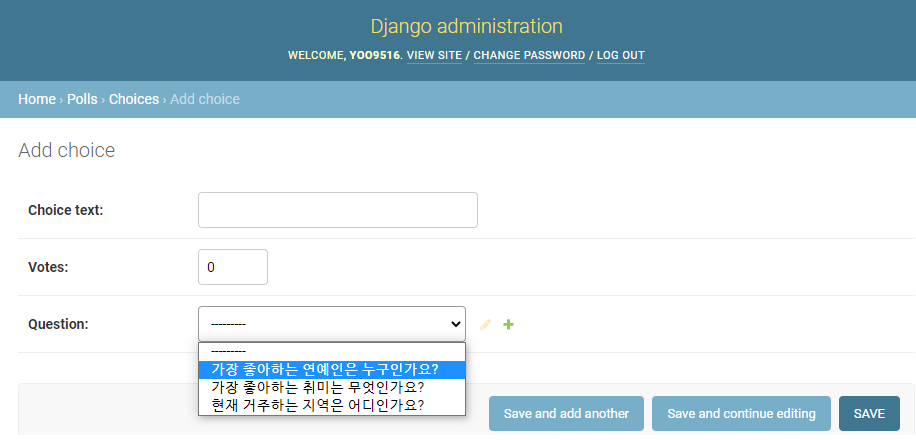 Django administration
WELCOME, YOO9516. VIEW SITE / CHANGE PASSWORD / LOG OUT
Home › Polls › Choices › Add choice
Add choice
Choice text:
Votes: 0
Question: ---------
---------
가장 좋아하는 연예인은 누구인가요?
가장 좋아하는 취미는 무엇인가요?
현재 거주하는 지역은 어디인가요?
Save and add another Save and continue editing SAVE